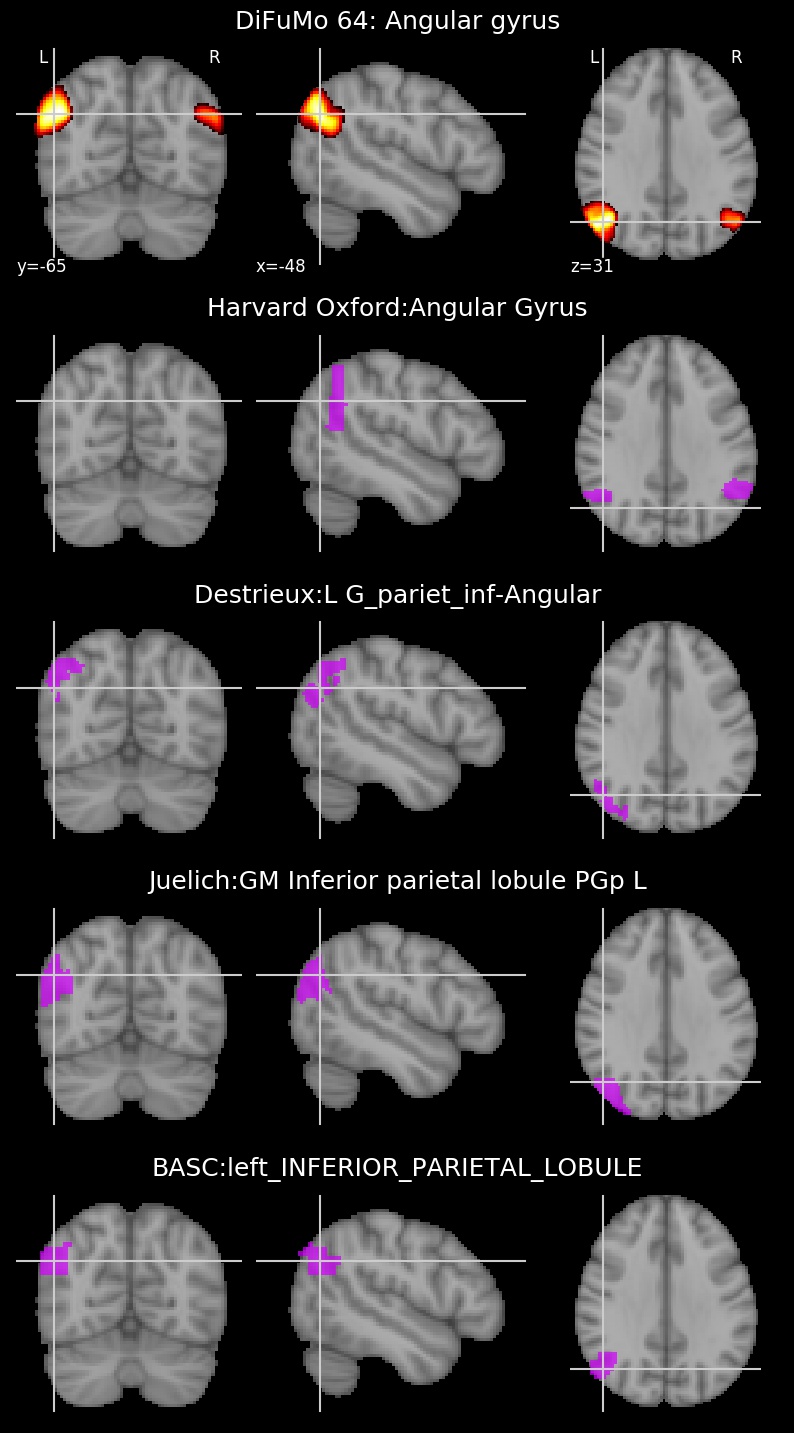 DiFuMo 64: Angular gyrus
L R L R
y=-65 x=-48 z=31
Harvard Oxford:Angular Gyrus
Destrieux:L G_pariet_inf-Angular
Juelich:GM Inferior parietal lobule PGp L
BASC:left_INFERIOR_PARIETAL_LOBULE